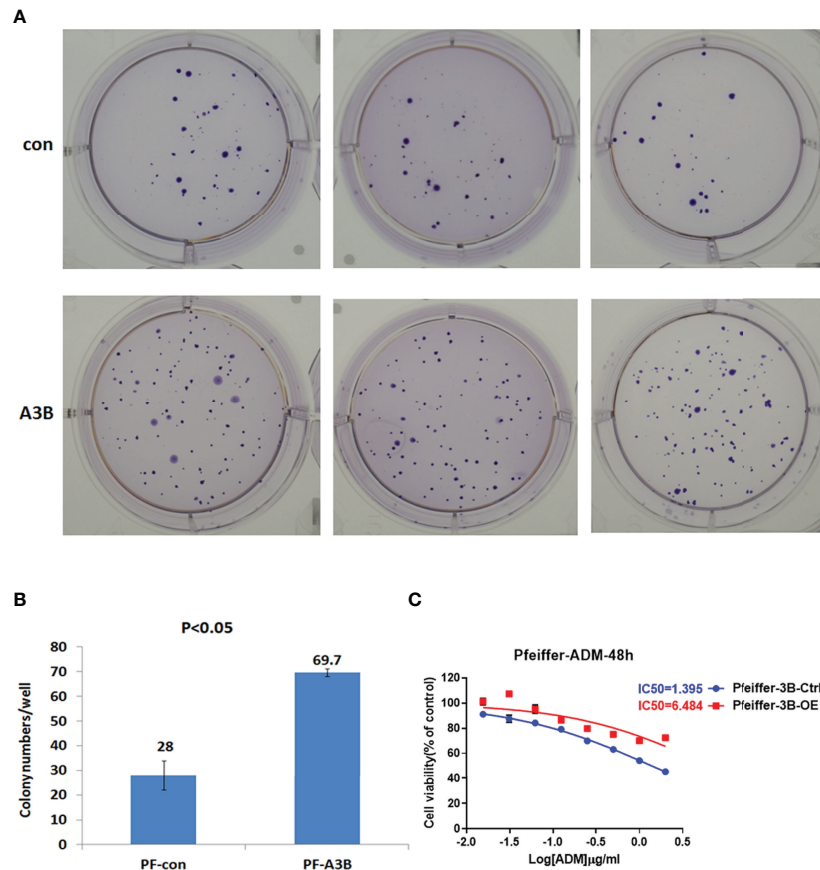 A
con
A3B
B
P<0.05
80
70
60
50
40
30
20
10
0
Colony numbers/well
28
69.7
PF-con
PF-A3B
C
Pfeiffer-ADM-48h
IC50=1.395 Pfeiffer-3B-Ctrl
IC50=6.484 Pfeiffer-3B-OE
120
100
80
60
40
20
0
Cell viability(% of control)
-2.0 -1.5 -1.0 -0.5 0.0 0.5
Log[ADM]µg/ml